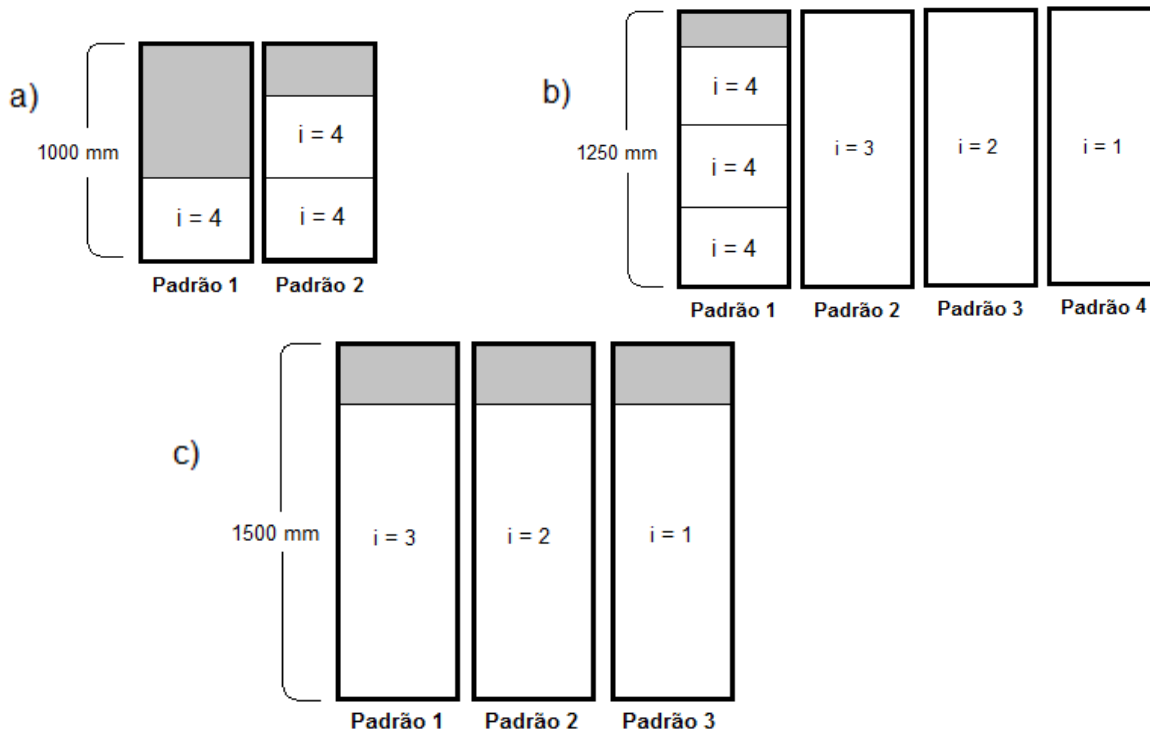 a)
1000 mm
i = 4
Padrão 1
i = 4
i = 4
Padrão 2
b)
1250 mm
i = 4
i = 4
i = 4
Padrão 1
i = 3
Padrão 2
i = 2
Padrão 3
i = 1
Padrão 4
c)
1500 mm
i = 3
Padrão 1
i = 2
Padrão 2
i = 1
Padrão 3